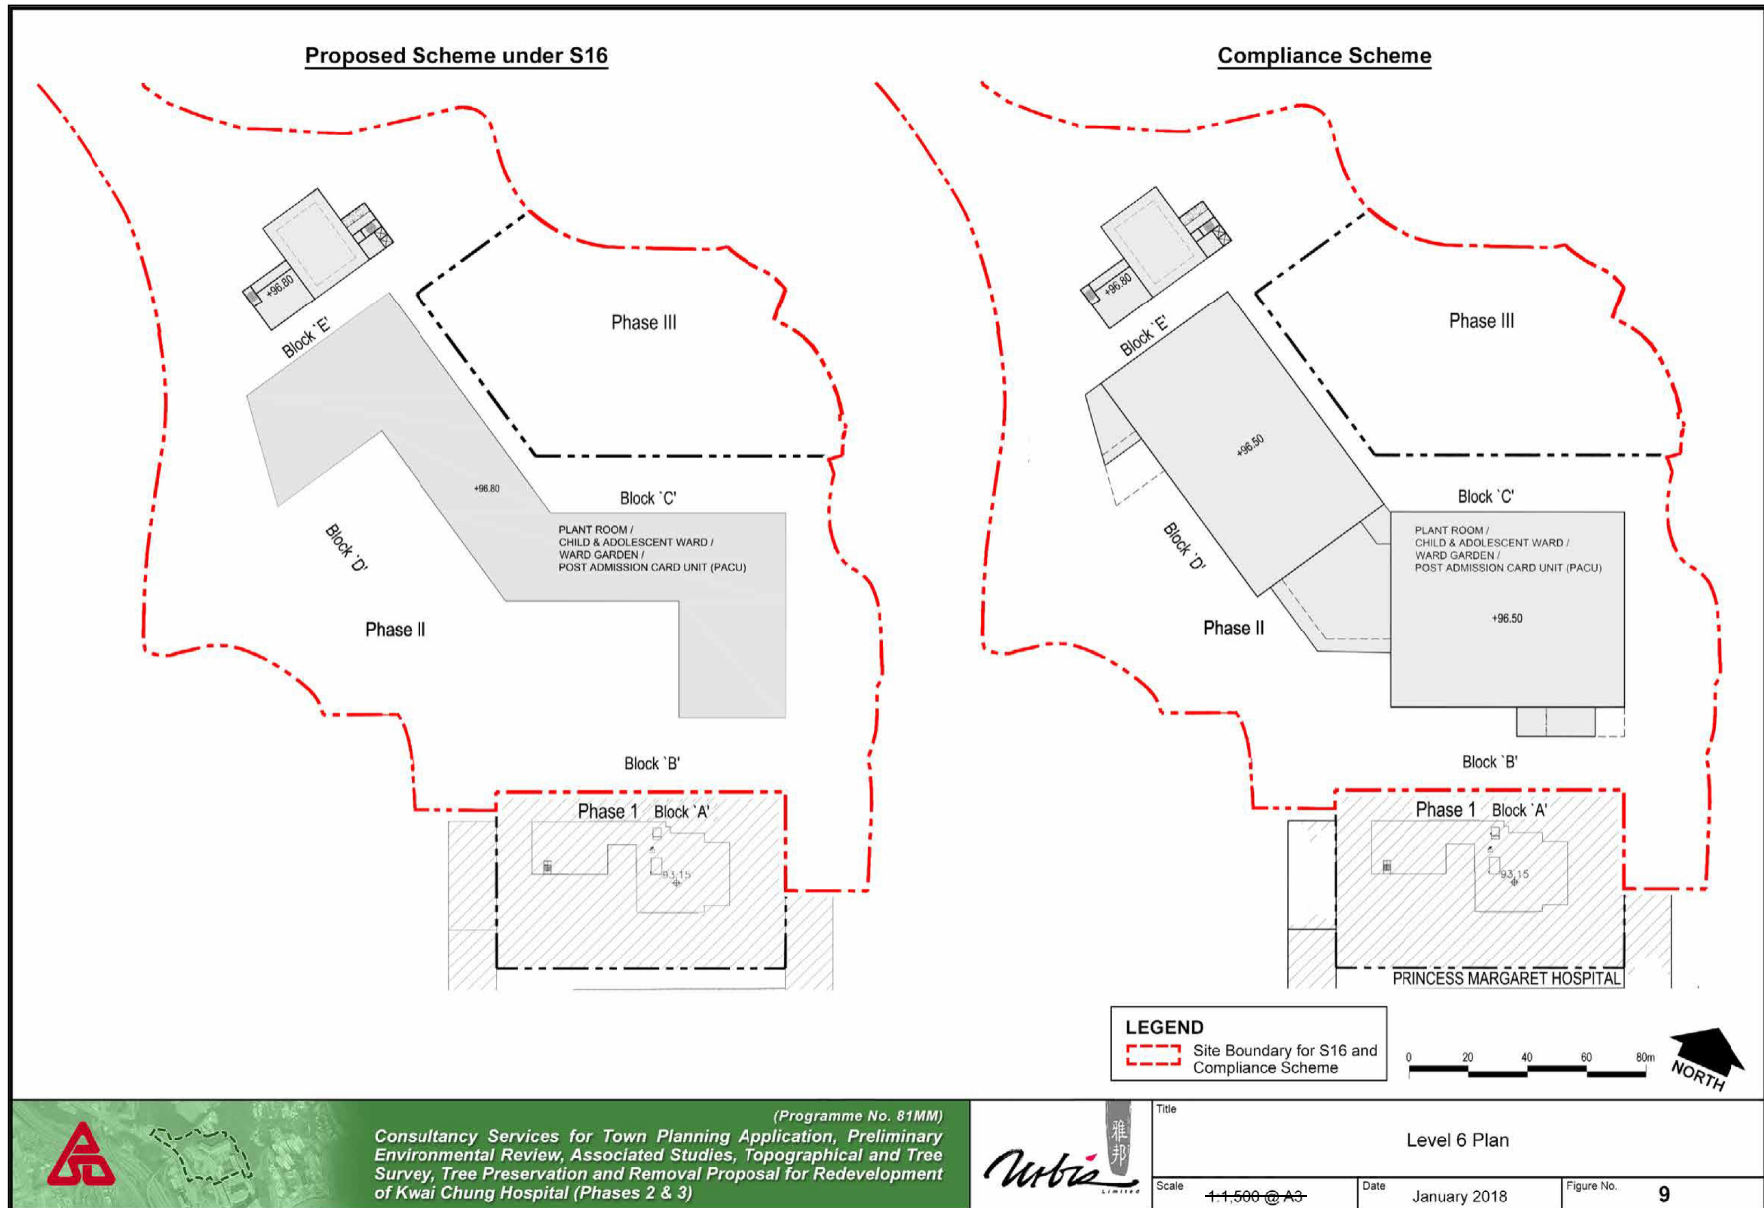 Proposed Scheme under S16
Compliance Scheme
+96.80
Block `E'
Phase III
+96.80
Block `C'
PLANT ROOM /
CHILD & ADOLESCENT WARD /
WARD GARDEN /
POST ADMISSION CARD UNIT (PACU)
Block `D'
Phase II
Block `B'
Phase 1 Block `A'
93.15
+96.80
Block `E'
Phase III
+96.50
Block `C'
PLANT ROOM /
CHILD & ADOLESCENT WARD /
WARD GARDEN /
POST ADMISSION CARD UNIT (PACU)
Block `D'
+96.50
Phase II
Block `B'
Phase 1 Block `A'
93.15
PRINCESS MARGARET HOSPITAL
LEGEND
Site Boundary for S16 and
Compliance Scheme
0 20 40 60 80m
NORTH
(Programme No. 81MM)
Consultancy Services for Town Planning Application, Preliminary
Environmental Review, Associated Studies, Topographical and Tree
Survey, Tree Preservation and Removal Proposal for Redevelopment
of Kwai Chung Hospital (Phases 2 & 3)
urbis
Limited
雅邦
Title
Level 6 Plan
Scale
1:1,500 @ A3
Date
January 2018
Figure No.
9